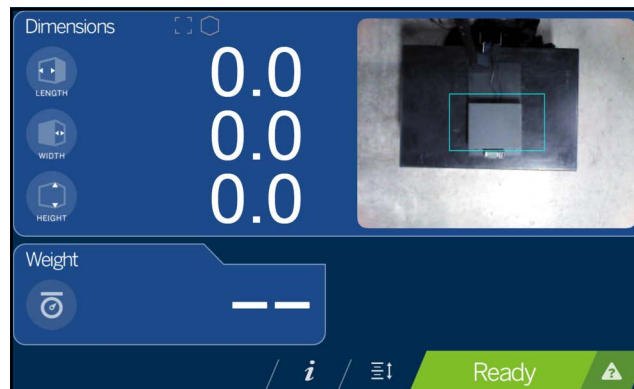 Dimensions
LENGTH
0.0
WIDTH
0.0
HEIGHT
0.0
Weight
— —
i
Ready
?